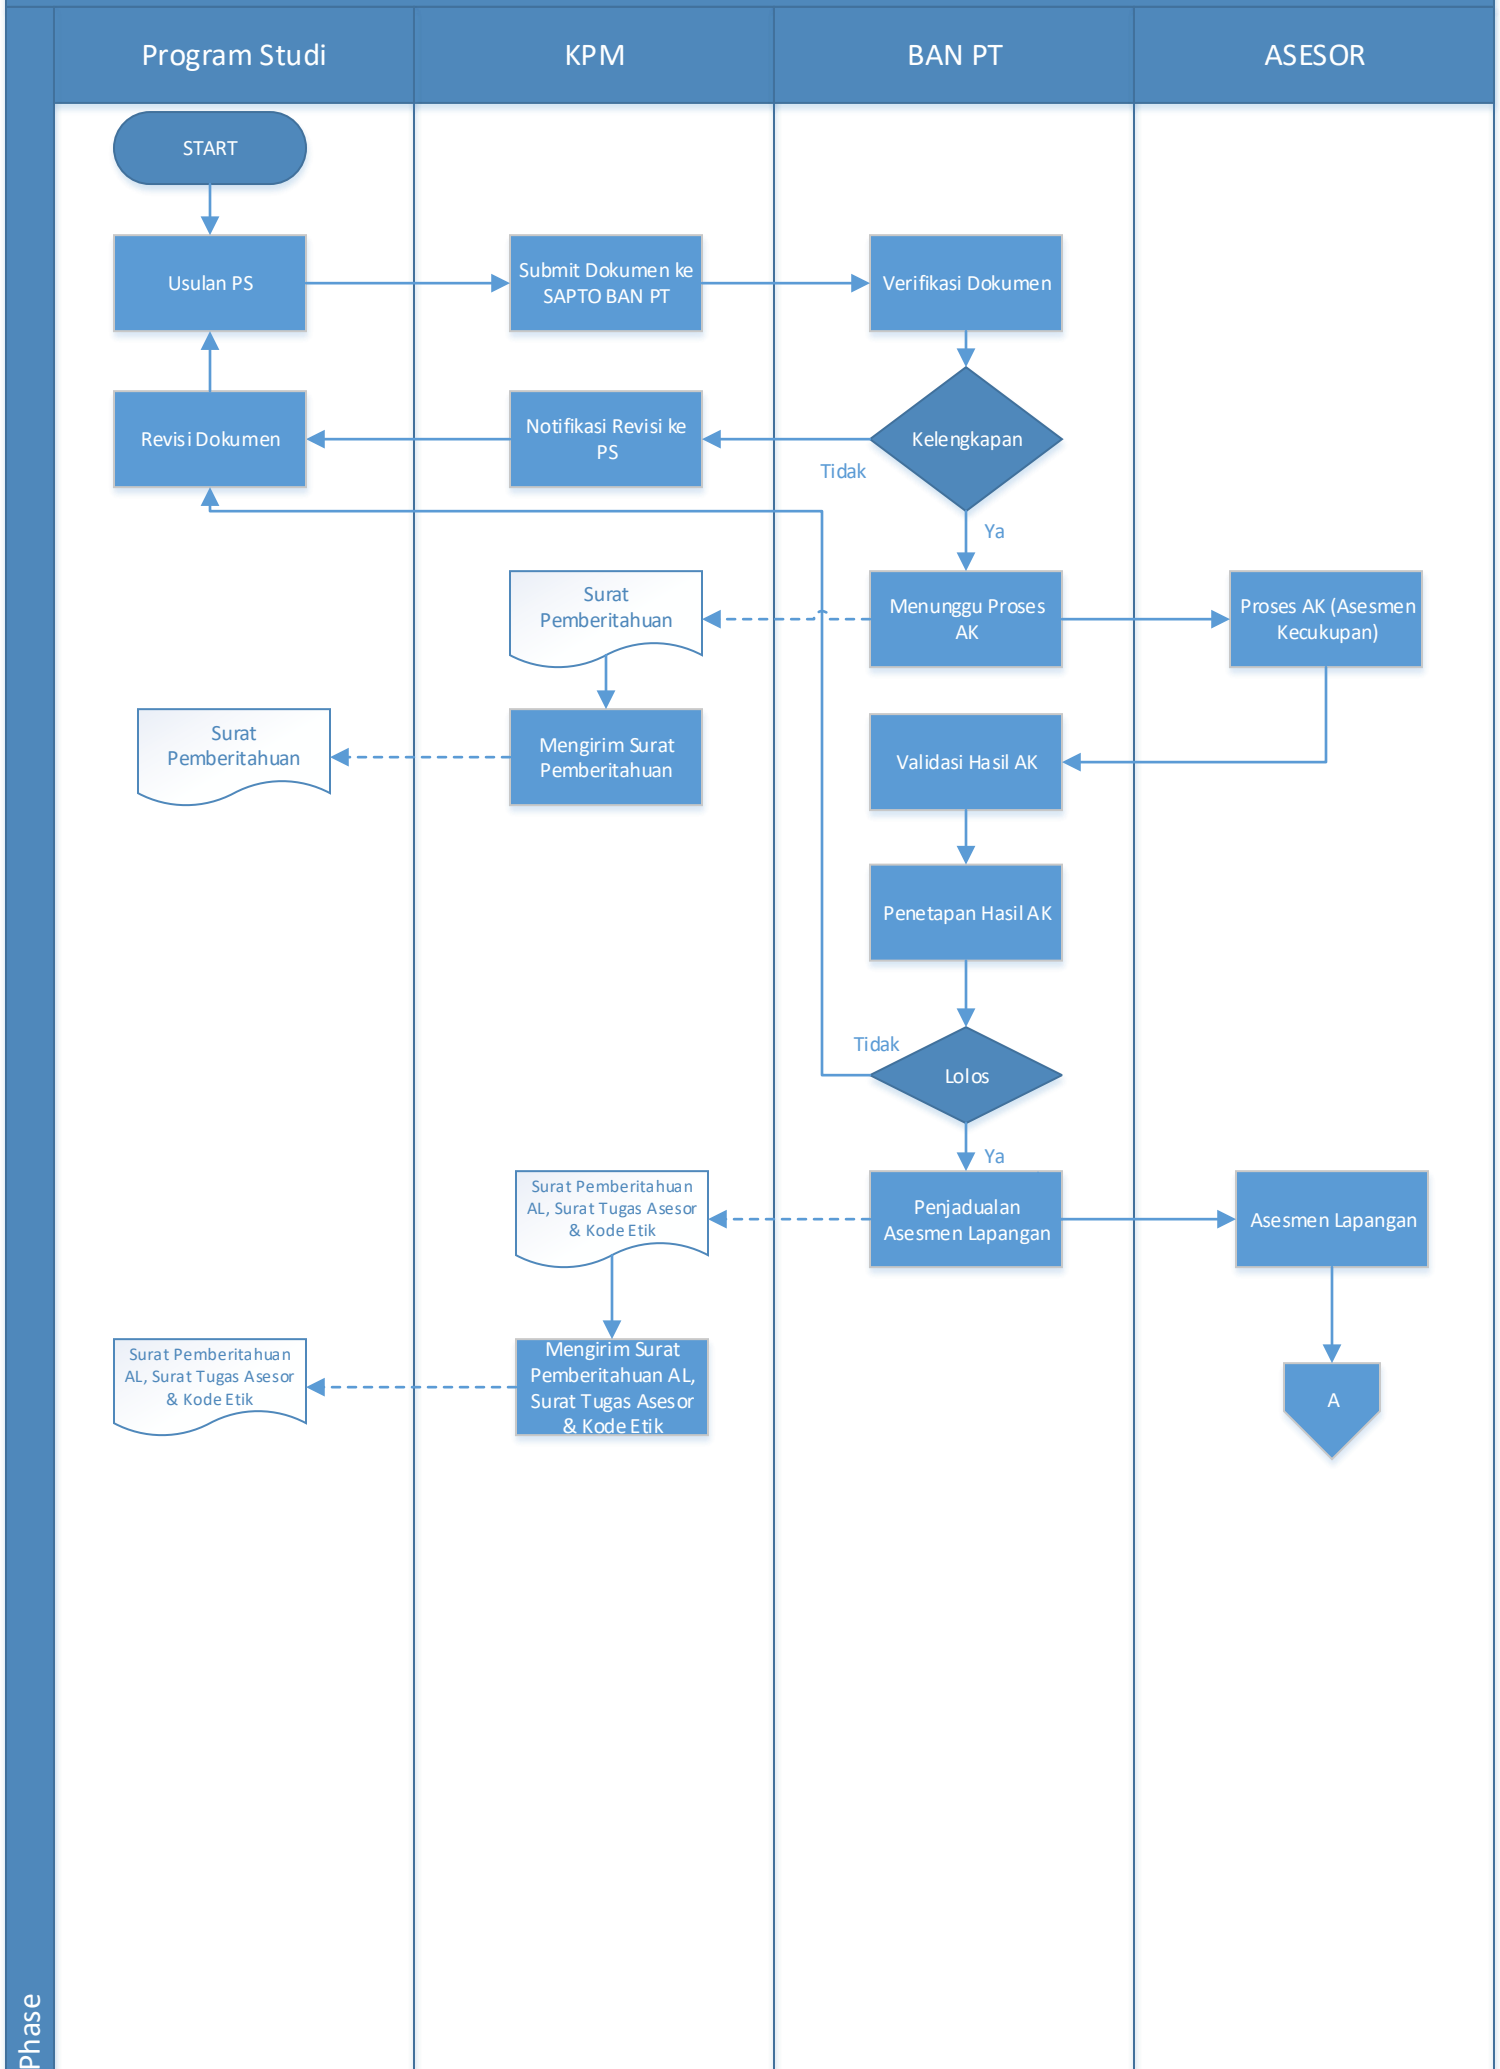 Program Studi
KPM
BAN PT
ASESOR
START
Usulan PS
Submit Dokumen ke
SAPTO BAN PT
Verifikasi Dokumen
Revisi Dokumen
Notifikasi Revisi ke
PS
Kelengkapan
Tidak
Ya
Surat
Pemberitahuan
Menunggu Proses
AK
Proses AK (Asesmen
Kecukupan)
Surat
Pemberitahuan
Mengirim Surat
Pemberitahuan
Validasi Hasil AK
Penetapan Hasil AK
Tidak
Lolos
Ya
Surat Pemberitahuan
AL, Surat Tugas Asesor
& Kode Etik
Penjadualan
Asesmen Lapangan
Asesmen Lapangan
Surat Pemberitahuan
AL, Surat Tugas Asesor
& Kode Etik
Mengirim Surat
Pemberitahuan AL,
Surat Tugas Asesor
& Kode Etik
A
Phase